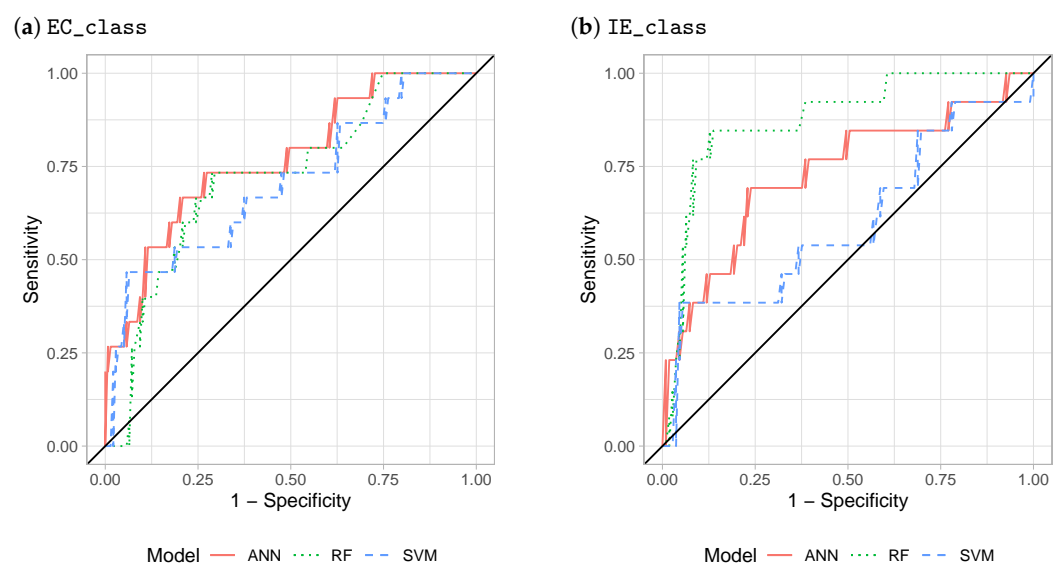 (a) EC_class
1.00
0.75
0.50
0.25
0.00
Sensitivity
0.00 0.25 0.50 0.75 1.00
1 − Specificity
Model ANN RF SVM
(b) IE_class
1.00
0.75
0.50
0.25
0.00
Sensitivity
0.00 0.25 0.50 0.75 1.00
1 − Specificity
Model ANN RF SVM